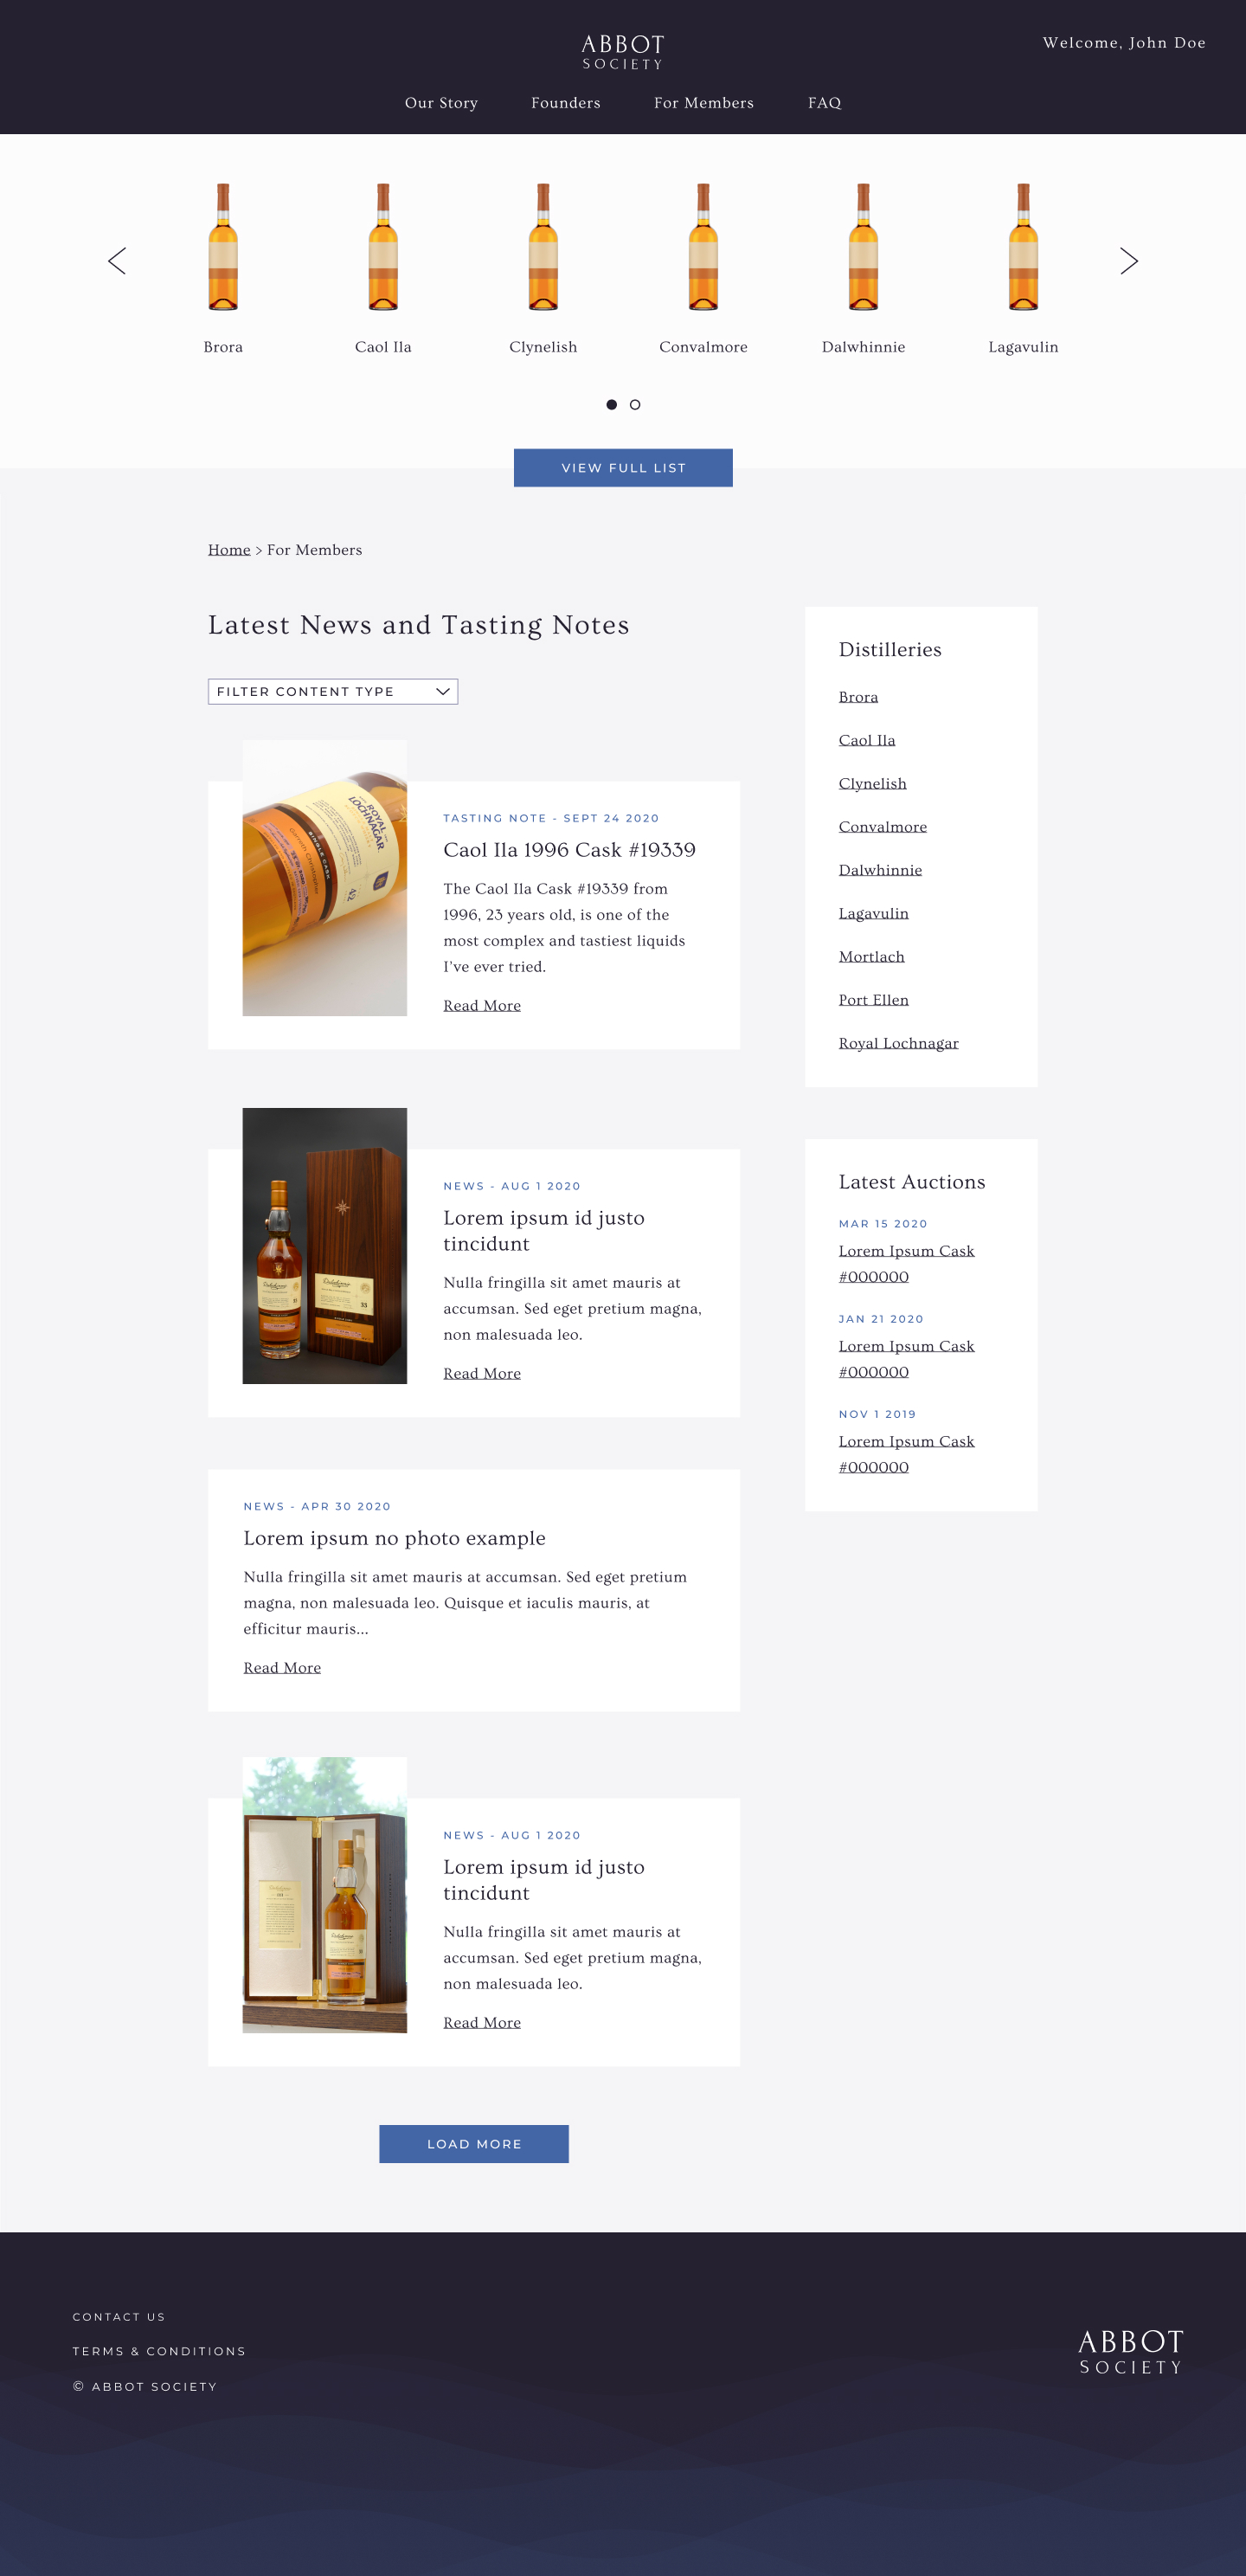 ABBOT
SOCIETY
Welcome, John Doe
Our Story Founders For Members FAQ
Brora Caol Ila Clynelish Convalmore Dalwhinnie Lagavulin
VIEW FULL LIST
Home > For Members
Latest News and Tasting Notes
FILTER CONTENT TYPE
ROYAL
LOCHNAGAR
SINGLE CASK
42
TASTING NOTE - SEPT 24 2020
Caol Ila 1996 Cask #19339
The Caol Ila Cask #19339 from
1996, 23 years old, is one of the
most complex and tastiest liquids
I've ever tried.
Read More
NEWS - AUG 1 2020
Lorem ipsum id justo
tincidunt
Nulla fringilla sit amet mauris at
accumsan. Sed eget pretium magna,
non malesuada leo.
Read More
NEWS - APR 30 2020
Lorem ipsum no photo example
Nulla fringilla sit amet mauris at accumsan. Sed eget pretium
magna, non malesuada leo. Quisque et iaculis mauris, at
efficitur mauris...
Read More
NEWS - AUG 1 2020
Lorem ipsum id justo
tincidunt
Nulla fringilla sit amet mauris at
accumsan. Sed eget pretium magna,
non malesuada leo.
Read More
LOAD MORE
Distilleries
Brora
Caol Ila
Clynelish
Convalmore
Dalwhinnie
Lagavulin
Mortlach
Port Ellen
Royal Lochnagar
Latest Auctions
MAR 15 2020
Lorem Ipsum Cask
#000000
JAN 21 2020
Lorem Ipsum Cask
#000000
NOV 1 2019
Lorem Ipsum Cask
#000000
CONTACT US
TERMS & CONDITIONS
© ABBOT SOCIETY
ABBOT
SOCIETY